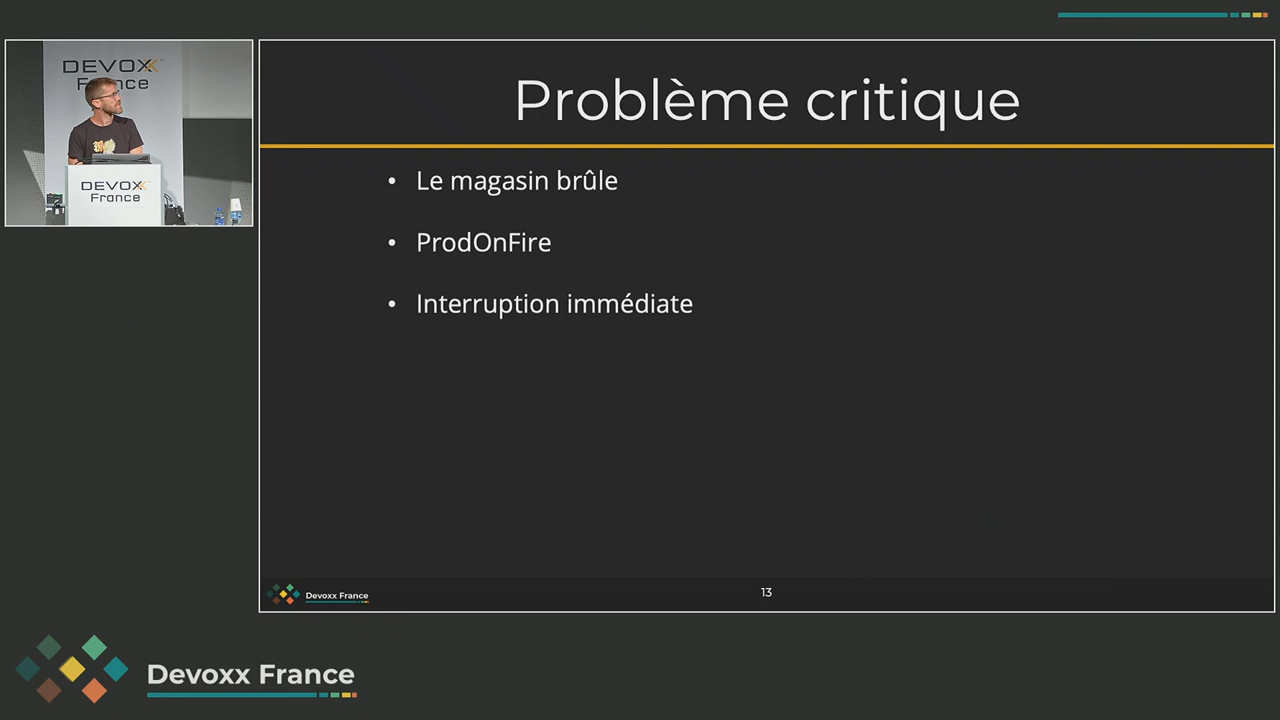 DEVOXX
France
DEVOXX
France
Problème critique
• Le magasin brûle
• ProdOnFire
• Interruption immédiate
Devoxx France
13
Devoxx France